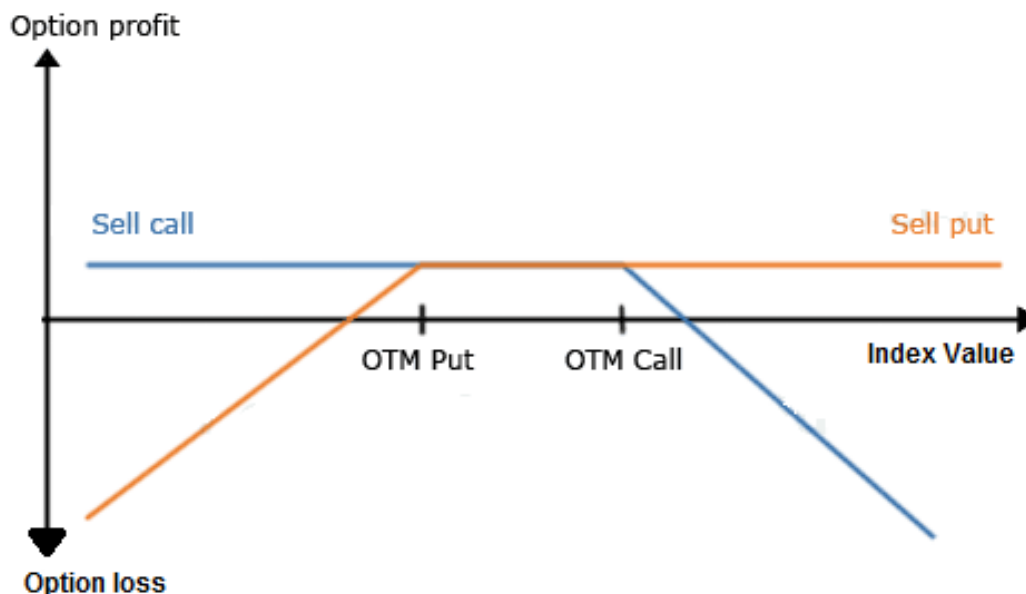 Option profit
Sell call
Sell put
OTM Put
OTM Call
Index Value
Option loss